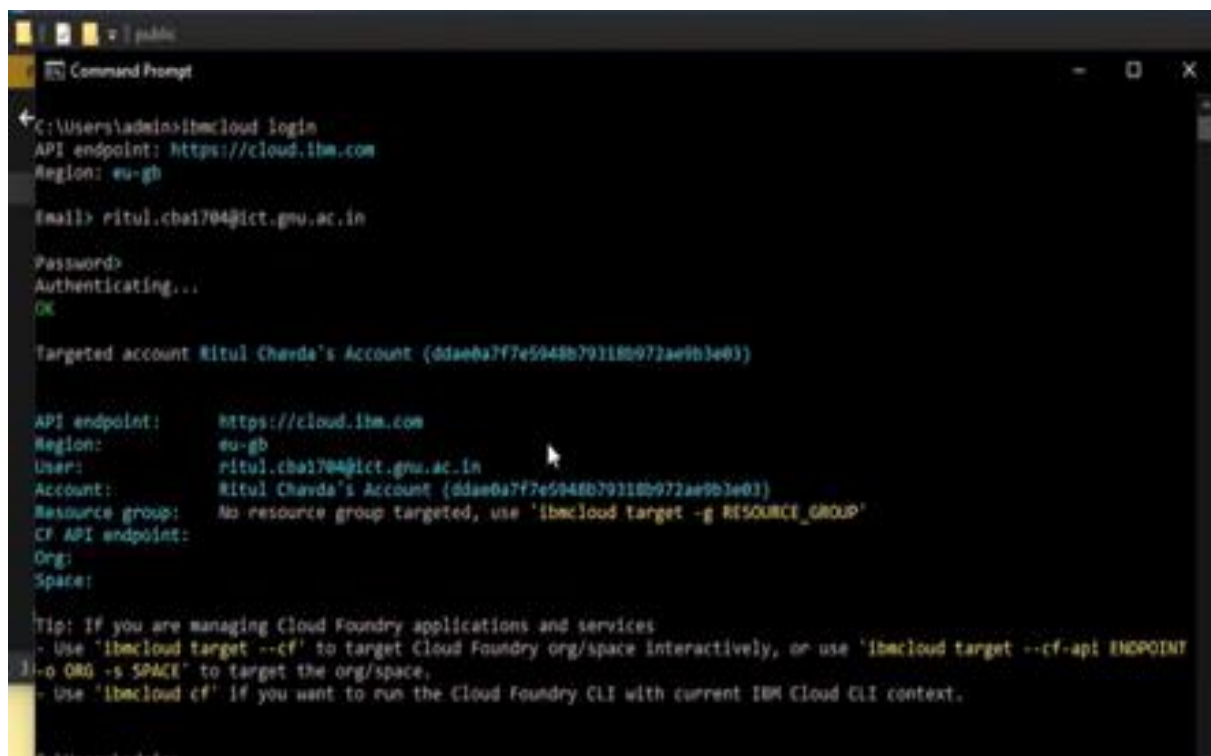 public
Command Prompt
C:\Users\admin>ibmcloud login
API endpoint: https://cloud.ibm.com
Region: eu-gb
Email> ritul.cba1704@ict.gnu.ac.in
Password>
Authenticating...
OK
Targeted account Ritul Chavda's Account (ddae0a7f7e5948b79318b972ae9b3e03)
API endpoint: https://cloud.ibm.com
Region: eu-gb
User: ritul.cba1704@ict.gnu.ac.in
Account: Ritul Chavda's Account (ddae0a7f7e5948b79318b972ae9b3e03)
Resource group: No resource group targeted, use 'ibmcloud target -g RESOURCE_GROUP'
CF API endpoint:
Org:
Space:
Tip: If you are managing Cloud Foundry applications and services
- Use 'ibmcloud target --cf' to target Cloud Foundry org/space interactively, or use 'ibmcloud target --cf-api ENDPOINT
-o ORG -s SPACE' to target the org/space.
- Use 'ibmcloud cf' if you want to run the Cloud Foundry CLI with current IBM Cloud CLI context.